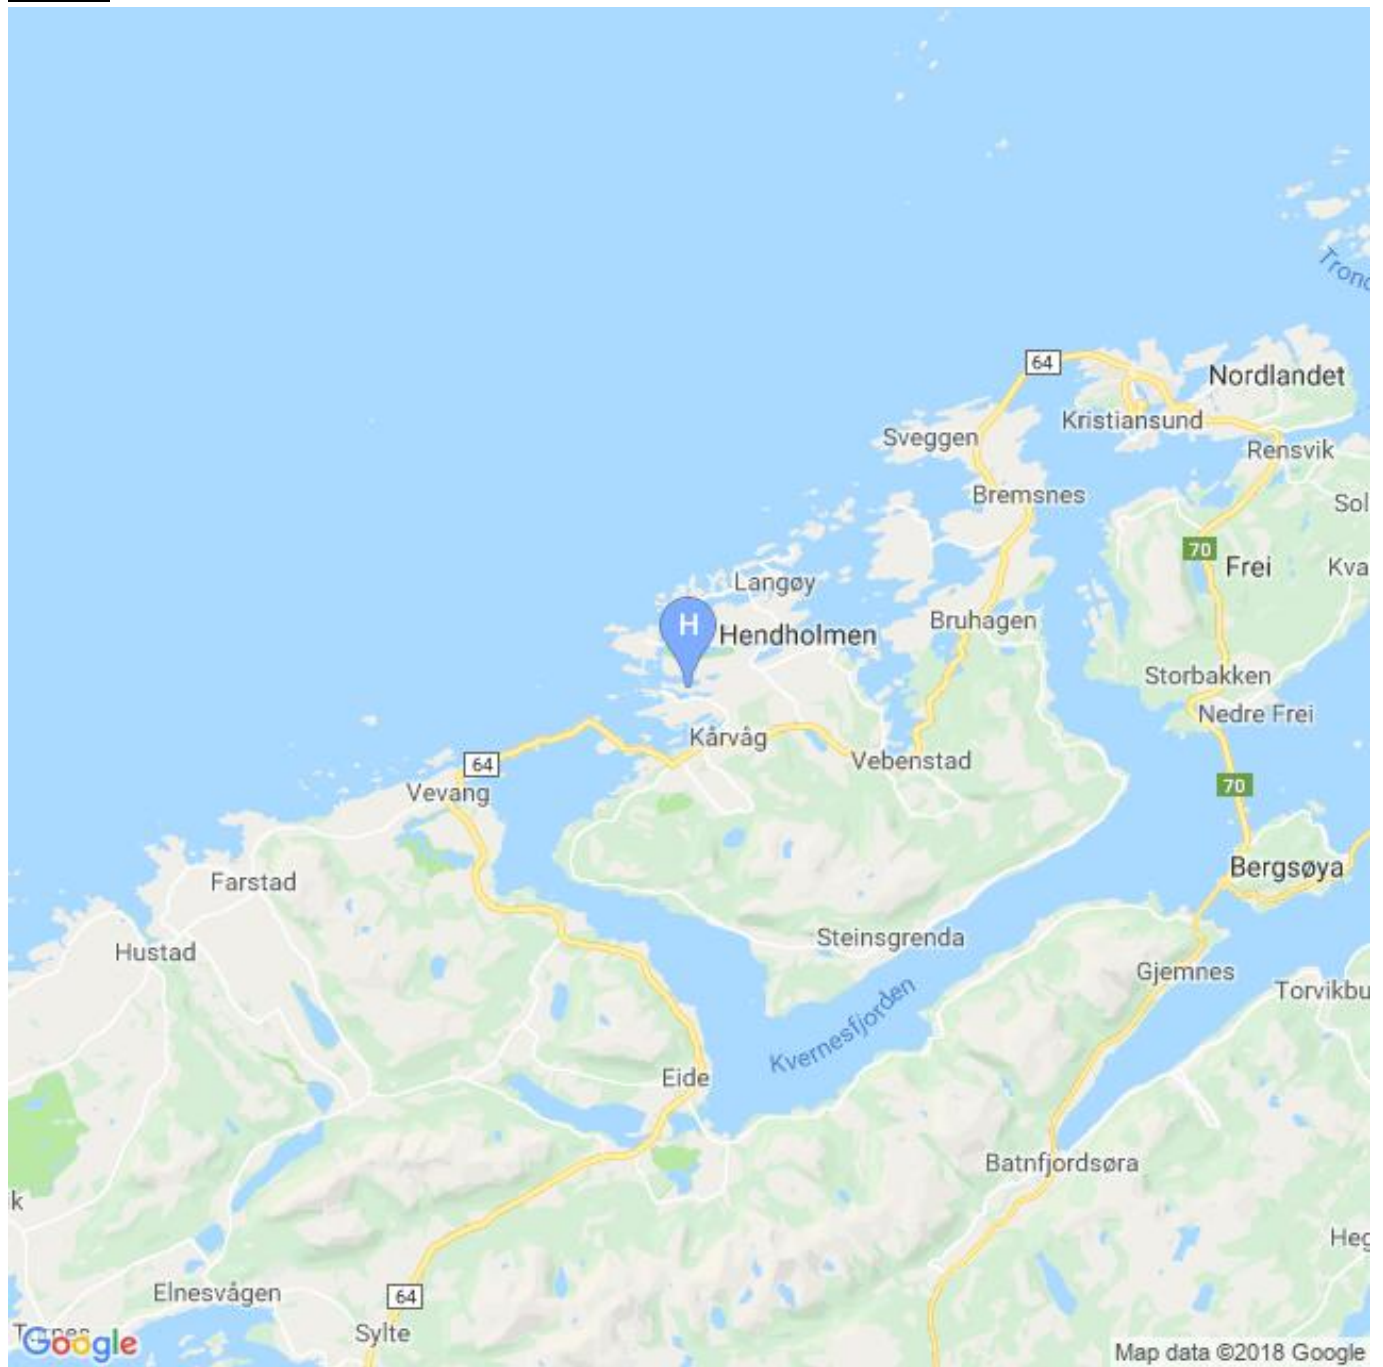 Trond
64
Nordlandet
Kristiansund
Sveggen
Rensvik
Bremsnes
Sol
70
Frei
Kva
Langøy
H
Hendholmen
Bruhagen
Storbakken
Nedre Frei
Kårvåg
64
Vebenstad
Vevang
70
Bergsøya
Farstad
Steinsgrenda
Hustad
Gjemnes
Torvikbu
Kvernesfjorden
Eide
Batnfjordsøra
k
Heg
Elnesvågen
64
Sylte
Google
Map data ©2018 Google